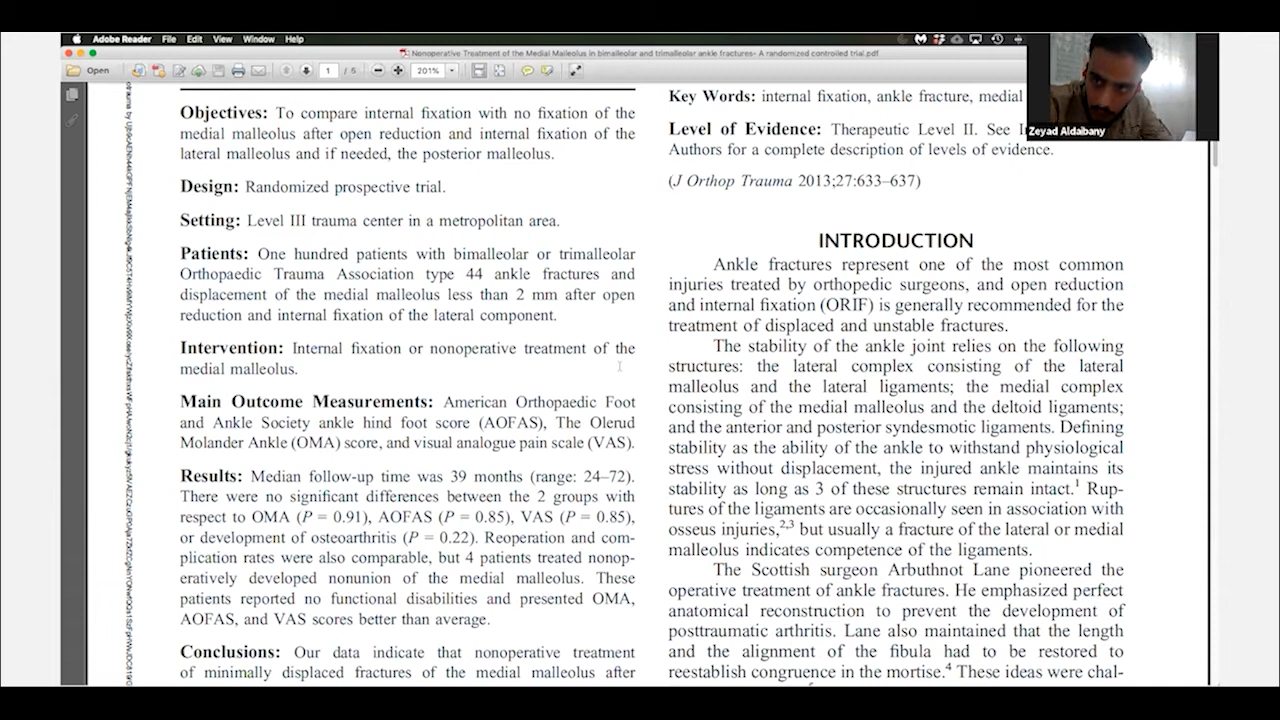 Adobe Reader File Edit View Window Help
Nonoperative Treatment of the Medial Malleolus in bimalleolar and trimalleolar ankle fractures- A randomized controlled trial.pdf
Open 1 / 5 201%
Objectives: To compare internal fixation with no fixation of the
medial malleolus after open reduction and internal fixation of the
lateral malleolus and if needed, the posterior malleolus.
Design: Randomized prospective trial.
Setting: Level III trauma center in a metropolitan area.
Patients: One hundred patients with bimalleolar or trimalleolar
Orthopaedic Trauma Association type 44 ankle fractures and
displacement of the medial malleolus less than 2 mm after open
reduction and internal fixation of the lateral component.
Intervention: Internal fixation or nonoperative treatment of the
medial malleolus.
Main Outcome Measurements: American Orthopaedic Foot
and Ankle Society ankle hind foot score (AOFAS), The Olerud
Molander Ankle (OMA) score, and visual analogue pain scale (VAS).
Results: Median follow-up time was 39 months (range: 24–72).
There were no significant differences between the 2 groups with
respect to OMA (P = 0.91), AOFAS (P = 0.85), VAS (P = 0.85),
or development of osteoarthritis (P = 0.22). Reoperation and com-
plication rates were also comparable, but 4 patients treated nonop-
eratively developed nonunion of the medial malleolus. These
patients reported no functional disabilities and presented OMA,
AOFAS, and VAS scores better than average.
Conclusions: Our data indicate that nonoperative treatment
of minimally displaced fractures of the medial malleolus after
Key Words: internal fixation, ankle fracture, medial
Level of Evidence: Therapeutic Level II. See
Authors for a complete description of levels of evidence.
(J Orthop Trauma 2013;27:633–637)
INTRODUCTION
Ankle fractures represent one of the most common
injuries treated by orthopedic surgeons, and open reduction
and internal fixation (ORIF) is generally recommended for the
treatment of displaced and unstable fractures.
The stability of the ankle joint relies on the following
structures: the lateral complex consisting of the lateral
malleolus and the lateral ligaments; the medial complex
consisting of the medial malleolus and the deltoid ligaments;
and the anterior and posterior syndesmotic ligaments. Defining
stability as the ability of the ankle to withstand physiological
stress without displacement, the injured ankle maintains its
stability as long as 3 of these structures remain intact.1 Rup-
tures of the ligaments are occasionally seen in association with
osseus injuries,2,3 but usually a fracture of the lateral or medial
malleolus indicates competence of the ligaments.
The Scottish surgeon Arbuthnot Lane pioneered the
operative treatment of ankle fractures. He emphasized perfect
anatomical reconstruction to prevent the development of
posttraumatic arthritis. Lane also maintained that the length
and the alignment of the fibula had to be restored to
reestablish congruence in the mortise.4 These ideas were chal-
Zeyad Aldaibany